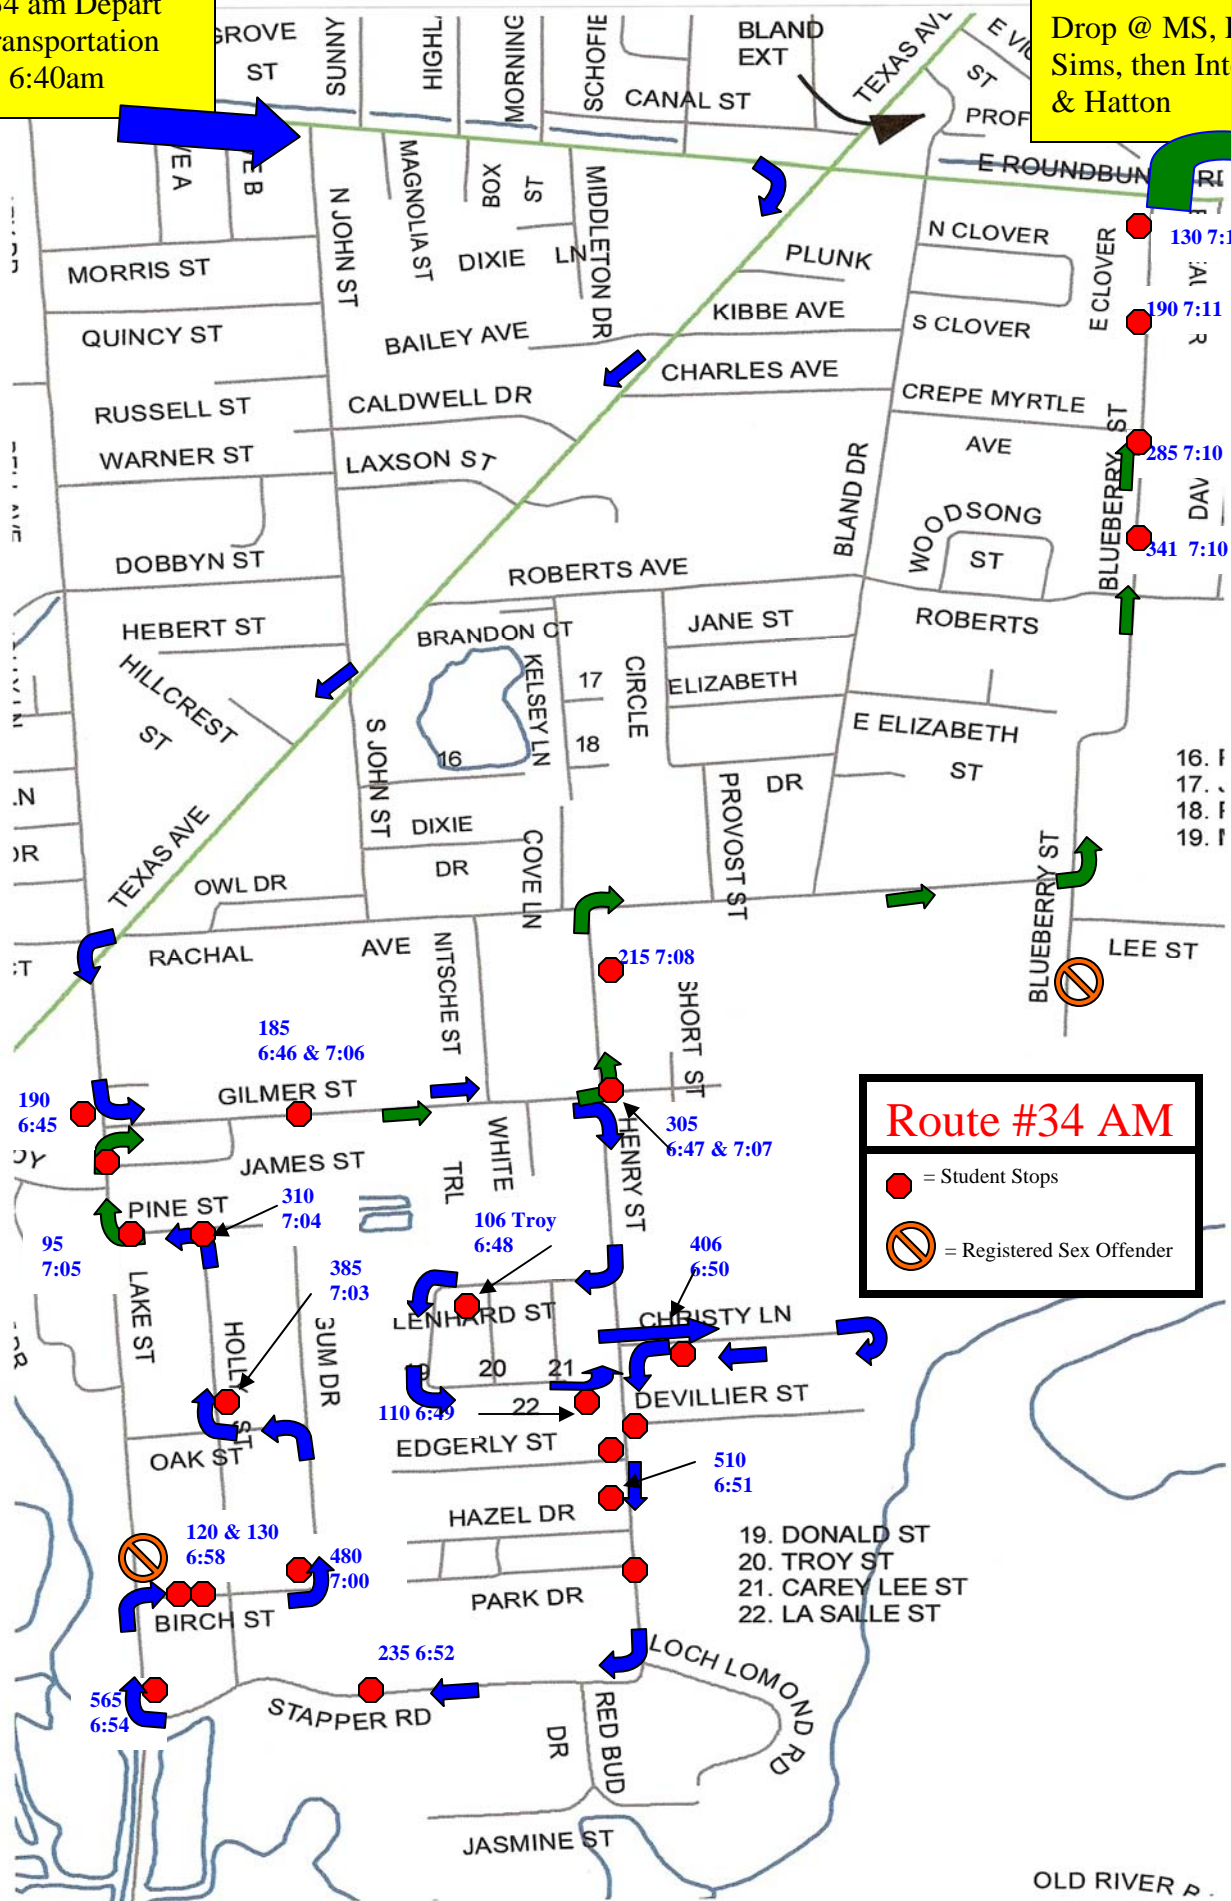 am Depart
6:40am
Drop @ MS,
Sims, then
& Hatton
GROVE
ST
SUNNY
MORNING
CANAL ST
BLAND
EXT
TEXAS AVE
ST
E ROUNDBUN
N JOHN ST
MAGNOLIA ST
BOX
ST
MIDDLETON DR
N CLOVER
E CLOVER
130 7:1
MORRIS ST
DIXIE LN
PLUNK
KIBBE AVE
S CLOVER
190 7:11
QUINCY ST
BAILEY AVE
CHARLES AVE
RUSSELL ST
CALDWELL DR
CREPE MYRTLE
AVE
WARNER ST
LAXSON ST
BLAND DR
BLUEBERRY ST
285 7:10
WOODSONG
ST
341 7:10
DOBBYN ST
ROBERTS AVE
HEBERT ST
BRANDON CT
JANE ST
ROBERTS
HILLCREST
ST
KELSEY LN
17
CIRCLE
ELIZABETH
16
18
E ELIZABETH
ST
S JOHN ST
DR
PROVOST ST
16.
17.
18.
19.
TEXAS AVE
DIXIE
DR
COVE LN
OWL DR
BLUEBERRY ST
RACHAL AVE
NITSCHE ST
215 7:08
LEE ST
SHORT ST
185
6:46 & 7:06
GILMER ST
190
6:45
305
6:47 & 7:07
WHITE
TRL
HENRY ST
Route #34 AM
= Student Stops
= Registered Sex Offender
JAMES ST
PINE ST
310
7:04
95
7:05
106 Troy
6:48
406
6:50
385
7:03
LAKE ST
HOLLY ST
LENHARD ST
CHRISTY LN
19
20
21
22
DEVILLIER ST
110 6:49
EDGERLY ST
OAK ST
510
6:51
HAZEL DR
120 & 130
6:58
480
7:00
PARK DR
BIRCH ST
19. DONALD ST
20. TROY ST
21. CAREY LEE ST
22. LA SALLE ST
235 6:52
LOCH LOMOND RD
565
6:54
STAPPER RD
RED BUD
DR
JASMINE ST
OLD RIVER